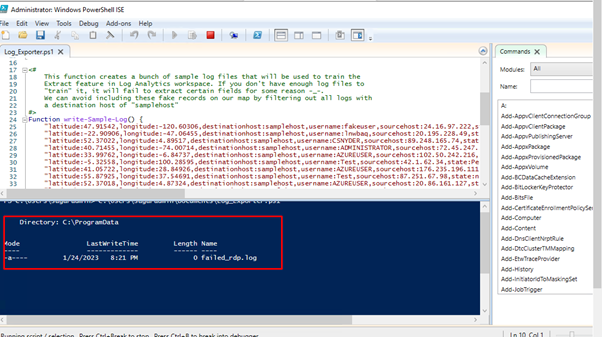 Administrator: Windows PowerShell ISE
File Edit View Tools Debug Add-ons Help
Log_Exporter.ps1 X
16
17 <#
18 This function creates a bunch of sample log files that will be used to train the
19 Extract feature in Log Analytics workspace. If you don't have enough log files to
20 "train" it, it will fail to extract certain fields for some reason -_-.
21 We can avoid including these fake records on our map by filtering out all logs with
22 a destination host of "samplehost"
23
24 #>
25 Function write-Sample-Log() {
26 "latitude:47.91542,longitude:-120.60306,destinationhost:samplehost,username:fakeuser,sourcehost:24.16.97.222,s
27 "latitude:-22.90906,longitude:-47.06455,destinationhost:samplehost,username:lnwbaq,sourcehost:20.195.228.49,st
28 "latitude:52.37022,longitude:4.89517,destinationhost:samplehost,username:CSNYDER,sourcehost:89.248.165.74,stat
29 "latitude:40.71455,longitude:-74.00714,destinationhost:samplehost,username:ADMINISTRATOR,sourcehost:72.45.247.
30 "latitude:33.99762,longitude:-6.84737,destinationhost:samplehost,username:AZUREUSER,sourcehost:102.50.242.216,
31 "latitude:-5.32558,longitude:100.28595,destinationhost:samplehost,username:Test,sourcehost:42.1.62.34,state:Pe
32 "latitude:41.05722,longitude:28.84926,destinationhost:samplehost,username:AZUREUSER,sourcehost:176.235.196.111
33 "latitude:55.87925,longitude:37.54691,destinationhost:samplehost,username:Test,sourcehost:87.251.67.98,state:n
34 "latitude:52.37018,longitude:4.87324,destinationhost:samplehost,username:AZUREUSER,sourcehost:20.86.161.127,st
Directory: C:\ProgramData
Mode LastWriteTime Length Name
---- ------------- ------ ----
-a---- 1/24/2023 8:21 PM 0 failed_rdp.log
Running script / selection. Press Ctrl+Break to stop. Press Ctrl+B to break into debugger.
Ln 10 Col 1
Commands X
Modules: All
Name:
A:
Add-AppvClientConnectionGroup
Add-AppvClientPackage
Add-AppvPublishingServer
Add-AppxPackage
Add-AppxProvisionedPackage
Add-AppxVolume
Add-BCDataCacheExtension
Add-BitLockerKeyProtector
Add-BitsFile
Add-CertificateEnrollmentPolicySer
Add-Computer
Add-Content
Add-DnsClientNrptRule
Add-DtcClusterTMMapping
Add-EtwTraceProvider
Add-History
Add-InitiatorIdToMaskingSet
Add-JobTrigger